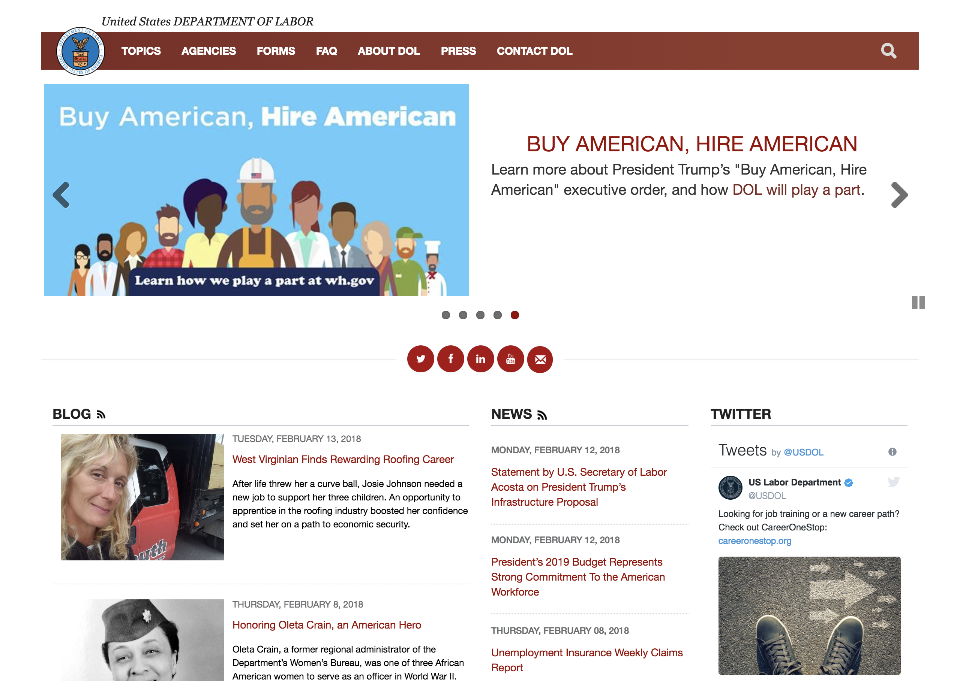 United States DEPARTMENT OF LABOR
TOPICS AGENCIES FORMS FAQ ABOUT DOL PRESS CONTACT DOL
Buy American, Hire American
Learn how we play a part at wh.gov
BUY AMERICAN, HIRE AMERICAN
Learn more about President Trump's "Buy American, Hire
American" executive order, and how DOL will play a part.
BLOG
TUESDAY, FEBRUARY 13, 2018
West Virginian Finds Rewarding Roofing Career
After life threw her a curve ball, Josie Johnson needed a
new job to support her three children. An opportunity to
apprentice in the roofing industry boosted her confidence
and set her on a path to economic security.
THURSDAY, FEBRUARY 8, 2018
Honoring Oleta Crain, an American Hero
Oleta Crain, a former regional administrator of the
Department's Women's Bureau, was one of three African
American women to serve as an officer in World War II.
NEWS
MONDAY, FEBRUARY 12, 2018
Statement by U.S. Secretary of Labor
Acosta on President Trump's
Infrastructure Proposal
MONDAY, FEBRUARY 12, 2018
President's 2019 Budget Represents
Strong Commitment To the American
Workforce
THURSDAY, FEBRUARY 08, 2018
Unemployment Insurance Weekly Claims
Report
TWITTER
Tweets by @USDOL
US Labor Department
@USDOL
Looking for job training or a new career path?
Check out CareerOneStop:
careeronestop.org